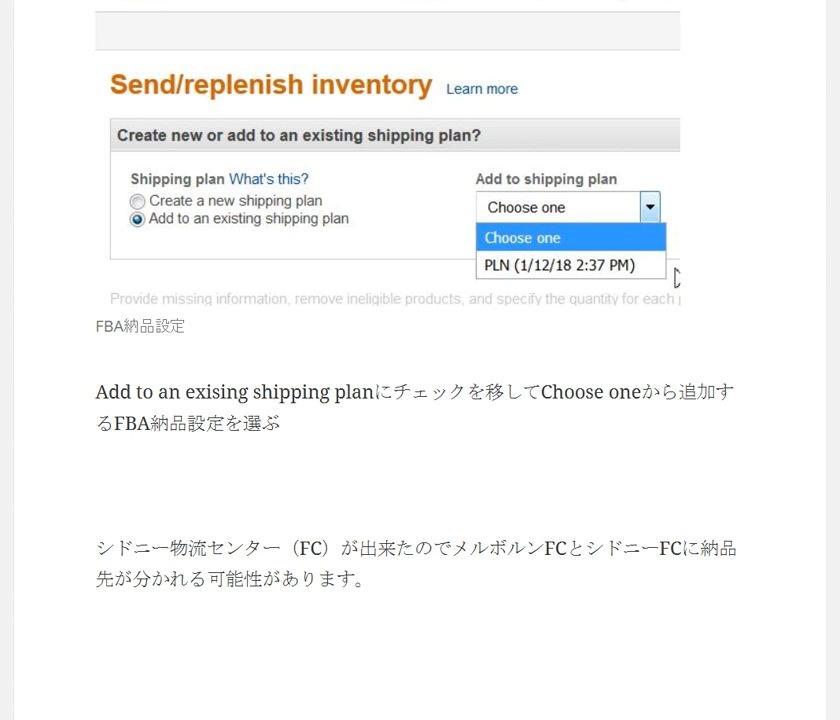 Send/replenish inventory Learn more
Create new or add to an existing shipping plan?
Shipping plan What's this?
Add to shipping plan
Create a new shipping plan
Choose one
Add to an existing shipping plan
Choose one
PLN (1/12/18 2:37 PM)
Provide missing information, remove ineligible products, and specify the quantity for each
FBA納品設定
Add to an exising shipping planにチェックを移してChoose oneから追加す
るFBA納品設定を選ぶ
シドニー物流センター（FC）が出来たのでメルボルンFCとシドニーFCに納品
先が分かれる可能性があります。